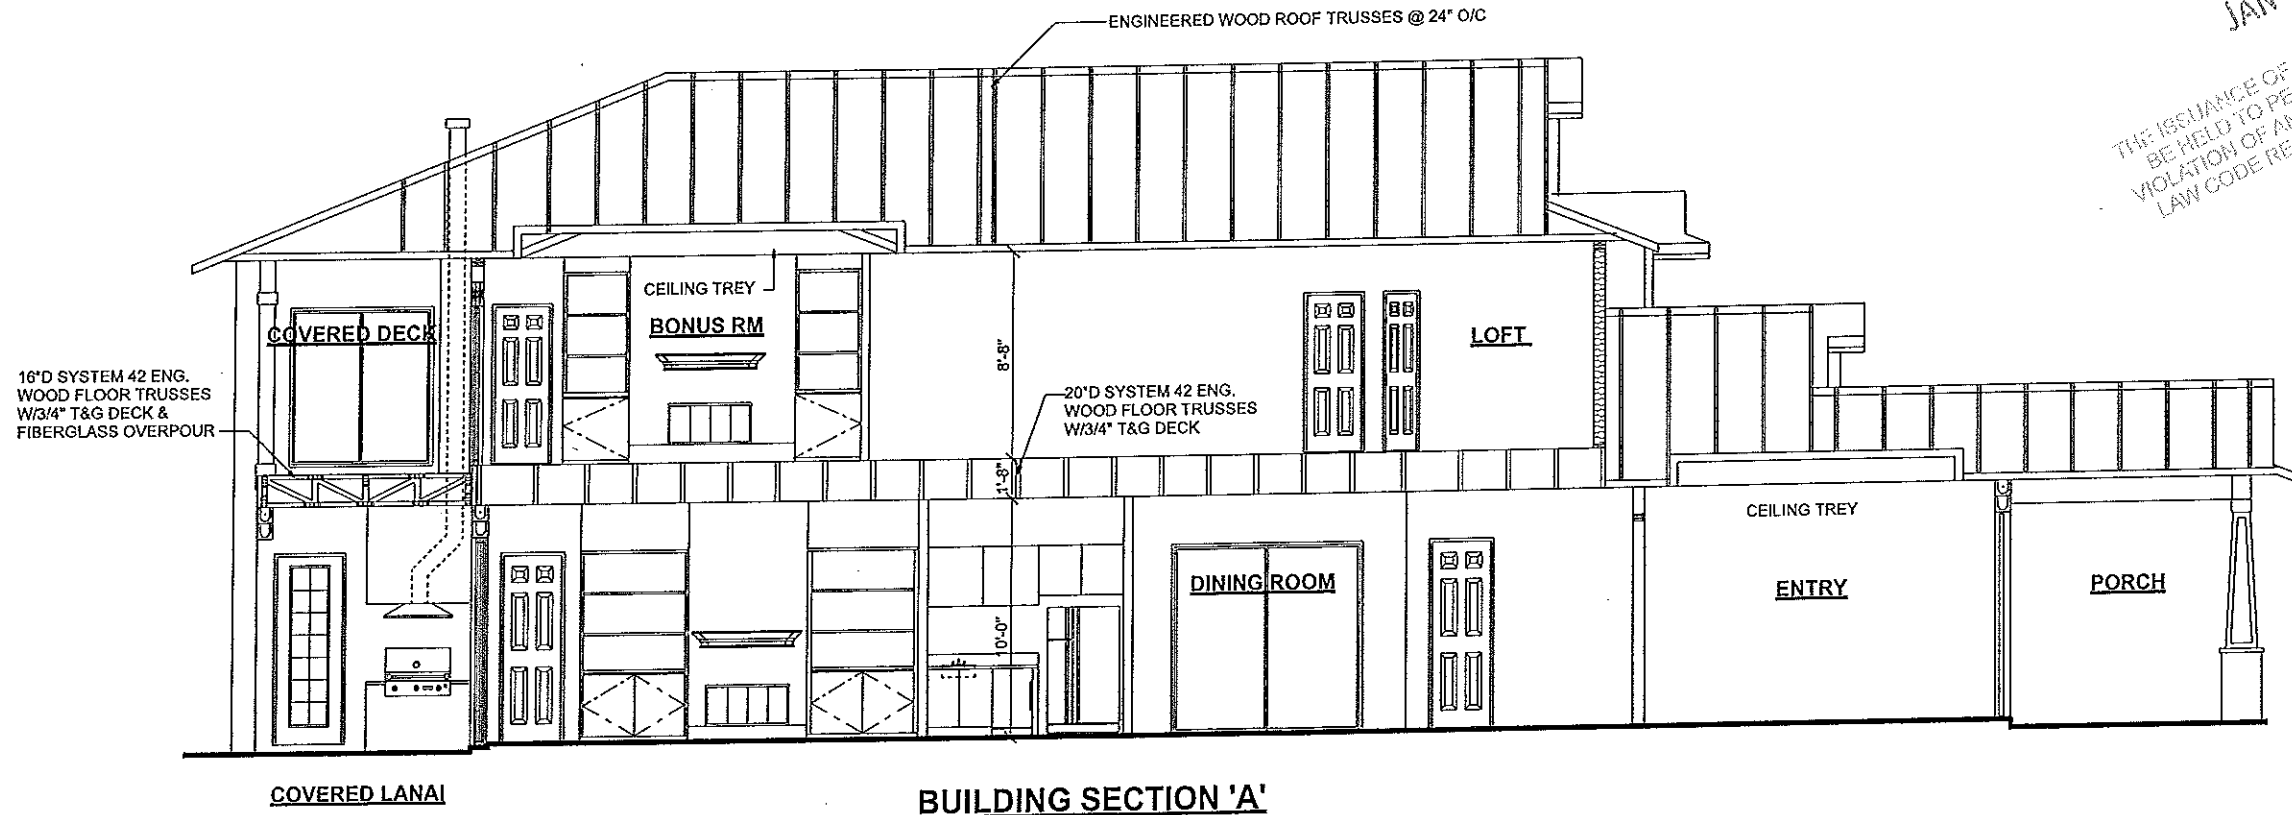 ENGINEERED WOOD ROOF TRUSSES @ 24" O/C
JAN
THE ISSUANCE OF
BE HELD TO PE
VIOLATION OF AN
LAW CODE RE
CEILING TREY
BONUS RM
COVERED DECK
LOFT
8'-8"
16"D SYSTEM 42 ENG.
WOOD FLOOR TRUSSES
W/3/4" T&G DECK &
FIBERGLASS OVERPOUR
20"D SYSTEM 42 ENG.
WOOD FLOOR TRUSSES
W/3/4" T&G DECK
1'-8"
CEILING TREY
DINING ROOM
ENTRY
PORCH
10'-0"
COVERED LANAI
BUILDING SECTION 'A'